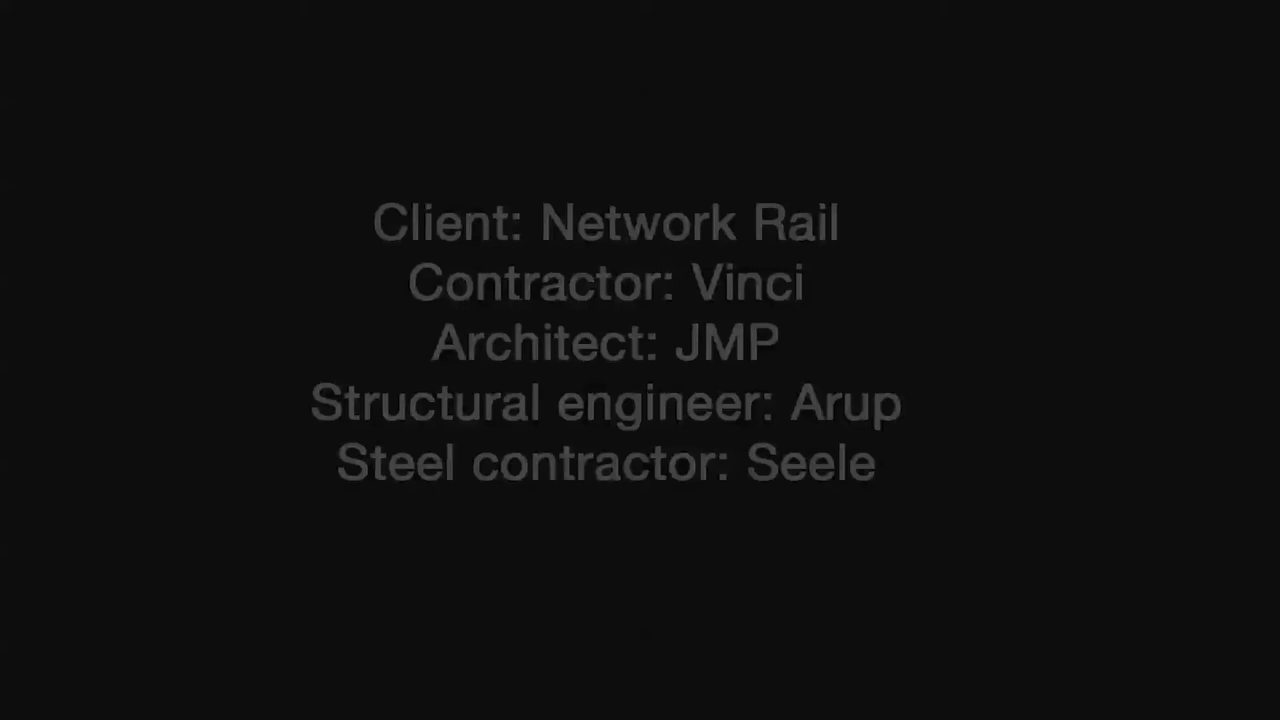 Client: Network Rail
Contractor: Vinci
Architect: JMP
Structural engineer: Arup
Steel contractor: Seele